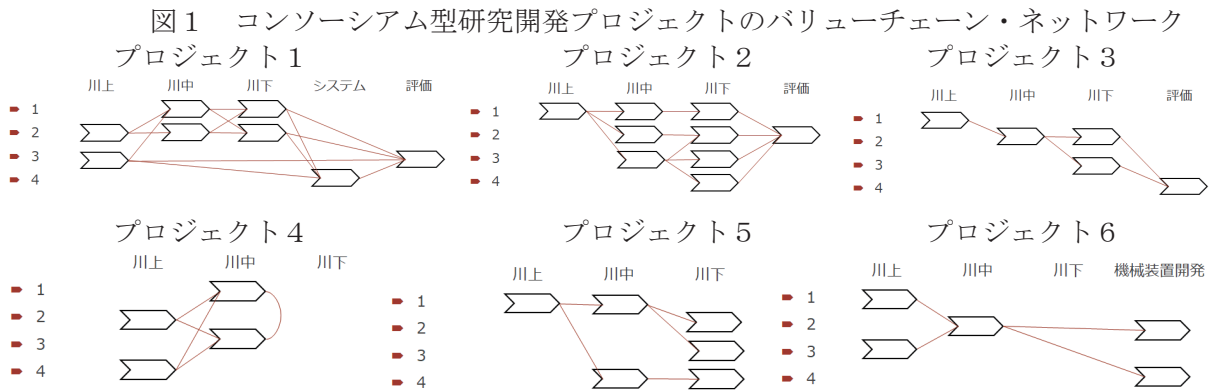 図１ コンソーシアム型研究開発プロジェクトのバリューチェーン・ネットワーク
プロジェクト１
川上 川中 川下 システム 評価
1
2
3
4
プロジェクト２
川上 川中 川下 評価
1
2
3
4
プロジェクト３
川上 川中 川下 評価
1
2
3
4
プロジェクト４
川上 川中 川下
1
2
3
4
プロジェクト５
川上 川中 川下
1
2
3
4
プロジェクト６
川上 川中 川下 機械装置開発
1
2
3
4